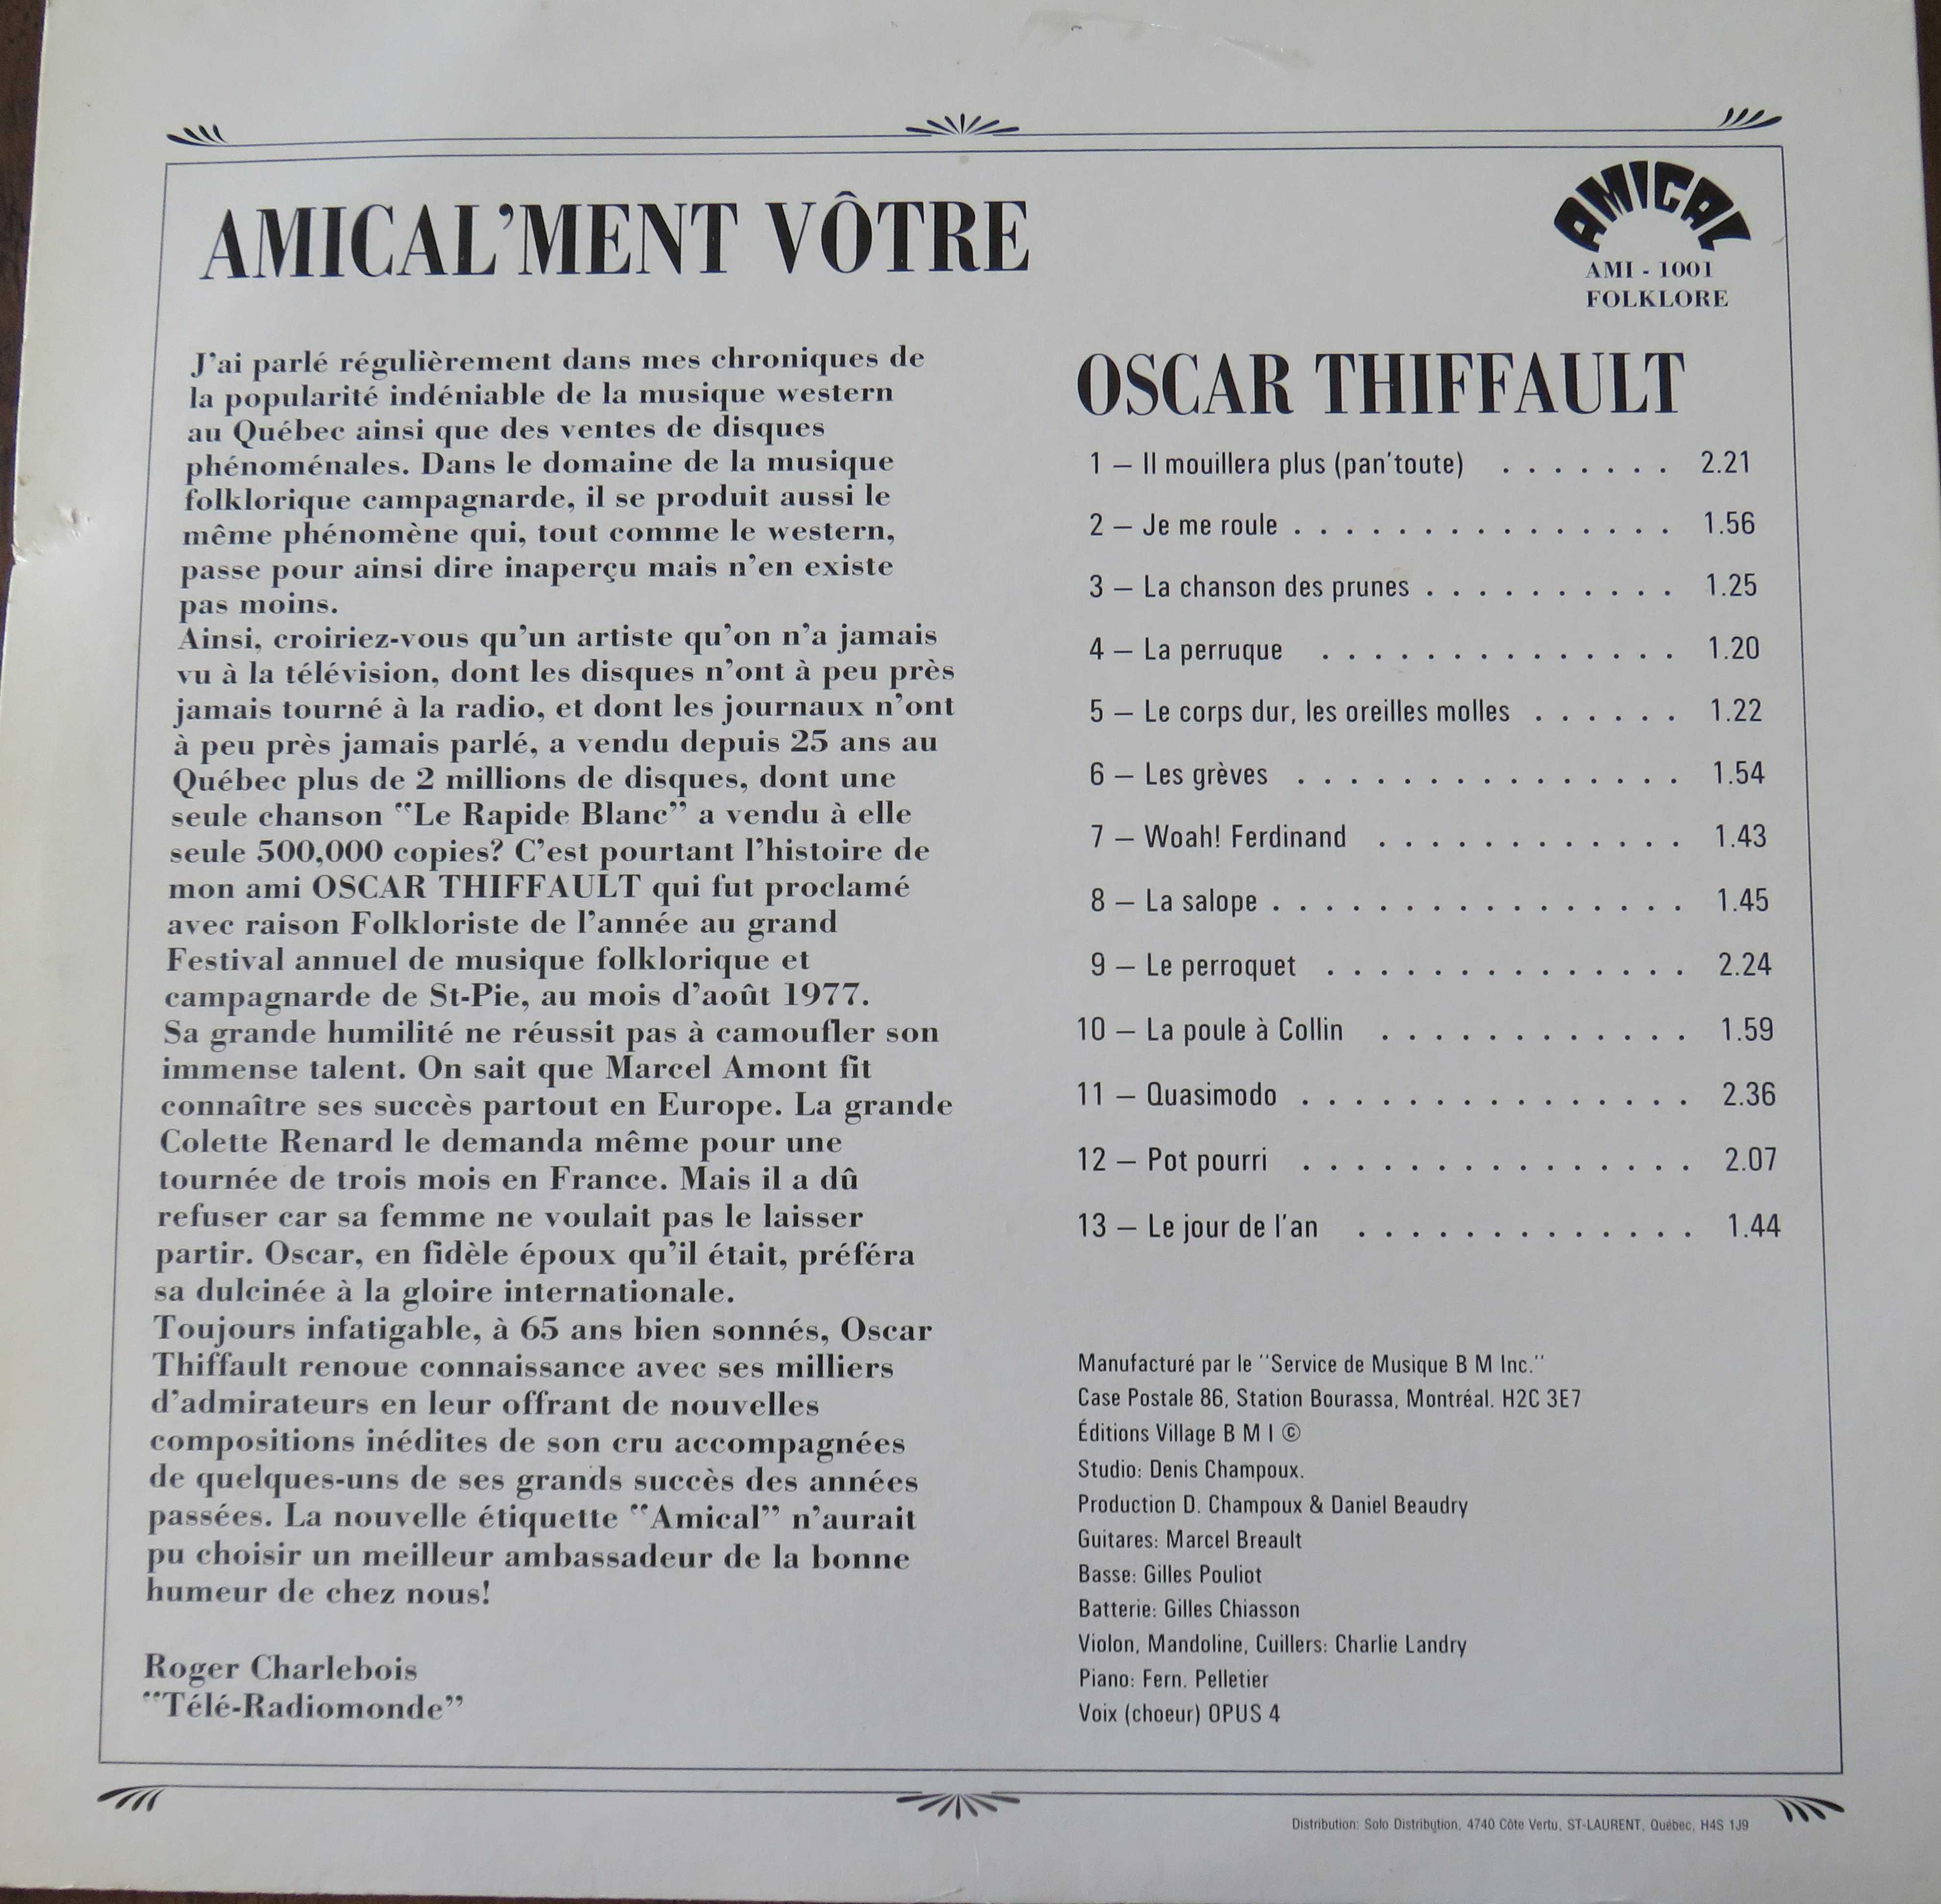 AMICAL'MENT VÔTRE
J'ai parlé régulièrement dans mes chroniques de
la popularité indéniable de la musique western
au Québec ainsi que des ventes de disques
phénoménales. Dans le domaine de la musique
folklorique campagnarde, il se produit aussi le
même phénomène qui, tout comme le western,
passe pour ainsi dire inaperçu mais n'en existe
pas moins.
Ainsi, croiriez-vous qu'un artiste qu'on n'a jamais
vu à la télévision, dont les disques n'ont à peu près
jamais tourné à la radio, et dont les journaux n'ont
à peu près jamais parlé, a vendu depuis 25 ans au
Québec plus de 2 millions de disques, dont une
seule chanson "Le Rapide Blanc" a vendu à elle
seule 500,000 copies? C'est pourtant l'histoire de
mon ami OSCAR THIFFAULT qui fut proclamé
avec raison Folkloriste de l'année au grand
Festival annuel de musique folklorique et
campagnarde de St-Pie, au mois d'août 1977.
Sa grande humilité ne réussit pas à camoufler son
immense talent. On sait que Marcel Amont fit
connaître ses succès partout en Europe. La grande
Colette Renard le demanda même pour une
tournée de trois mois en France. Mais il a dû
refuser car sa femme ne voulait pas le laisser
partir. Oscar, en fidèle époux qu'il était, préféra
sa dulcinée à la gloire internationale.
Toujours infatigable, à 65 ans bien sonnés, Oscar
Thiffault renoue connaissance avec ses milliers
d'admirateurs en leur offrant de nouvelles
compositions inédites de son cru accompagnées
de quelques-uns de ses grands succès des années
passées. La nouvelle étiquette "Amical" n'aurait
pu choisir un meilleur ambassadeur de la bonne
humeur de chez nous!
Roger Charlebois
"Télé-Radiomonde"
AMICAL
AMI - 1001
FOLKLORE
OSCAR THIFFAULT
1 — Il mouillera plus (pan'toute) . . . . . . . 2.21
2 — Je me roule . . . . . . . . . . . . . . . 1.56
3 — La chanson des prunes . . . . . . . . . . 1.25
4 — La perruque . . . . . . . . . . . . . . 1.20
5 — Le corps dur, les oreilles molles . . . . . . 1.22
6 — Les grèves . . . . . . . . . . . . . . . 1.54
7 — Woah! Ferdinand . . . . . . . . . . . . 1.43
8 — La salope . . . . . . . . . . . . . . . . 1.45
9 — Le perroquet . . . . . . . . . . . . . . 2.24
10 — La poule à Collin . . . . . . . . . . . . 1.59
11 — Quasimodo . . . . . . . . . . . . . . . 2.36
12 — Pot pourri . . . . . . . . . . . . . . . 2.07
13 — Le jour de l'an . . . . . . . . . . . . . 1.44
Manufacturé par le "Service de Musique B M Inc."
Case Postale 86, Station Bourassa, Montréal. H2C 3E7
Éditions Village B M I ©
Studio: Denis Champoux.
Production D. Champoux & Daniel Beaudry
Guitares: Marcel Breault
Basse: Gilles Pouliot
Batterie: Gilles Chiasson
Violon, Mandoline, Cuillers: Charlie Landry
Piano: Fern. Pelletier
Voix (choeur) OPUS 4
Distribution: Solo Distribution, 4740 Côte Vertu, ST-LAURENT, Québec, H4S 1J9